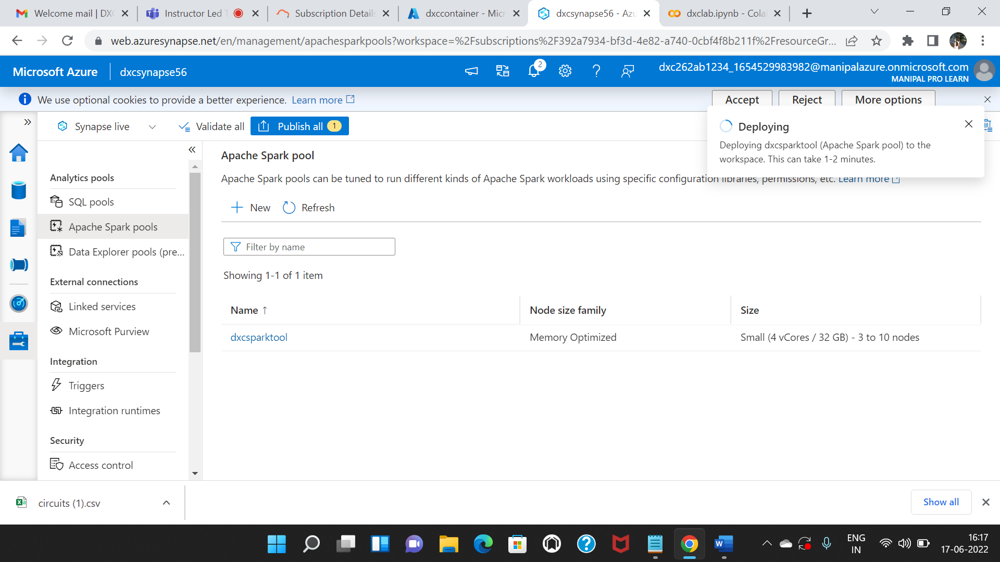 Welcome mail | DX
Instructor Led T
Subscription Details
dxccontainer - Micr
dxcsynapse56 - Azu
dxclab.ipynb - Cola
web.azuresynapse.net/en/management/apachesparkpools?workspace=%2Fsubscriptions%2F392a7934-bf3d-4e82-a740-0cbf4f8b211f%2FresourceGr...
Microsoft Azure
dxcsynapse56
2
dxc262ab1234_1654529983982@manipalazure.onmicrosoft.com
MANIPAL PRO LEARN
We use optional cookies to provide a better experience. Learn more
Accept
Reject
More options
Synapse live
Validate all
Publish all 1
Deploying
Deploying dxcsparktool (Apache Spark pool) to the
workspace. This can take 1-2 minutes.
Analytics pools
SQL pools
Apache Spark pools
Data Explorer pools (pre...
External connections
Linked services
Microsoft Purview
Integration
Triggers
Integration runtimes
Security
Access control
Apache Spark pool
Apache Spark pools can be tuned to run different kinds of Apache Spark workloads using specific configuration libraries, permissions, etc. Learn more
New
Refresh
Filter by name
Showing 1-1 of 1 item
Name ↑
Node size family
Size
dxcsparktool
Memory Optimized
Small (4 vCores / 32 GB) - 3 to 10 nodes
circuits (1).csv
Show all
ENG
IN
16:17
17-06-2022